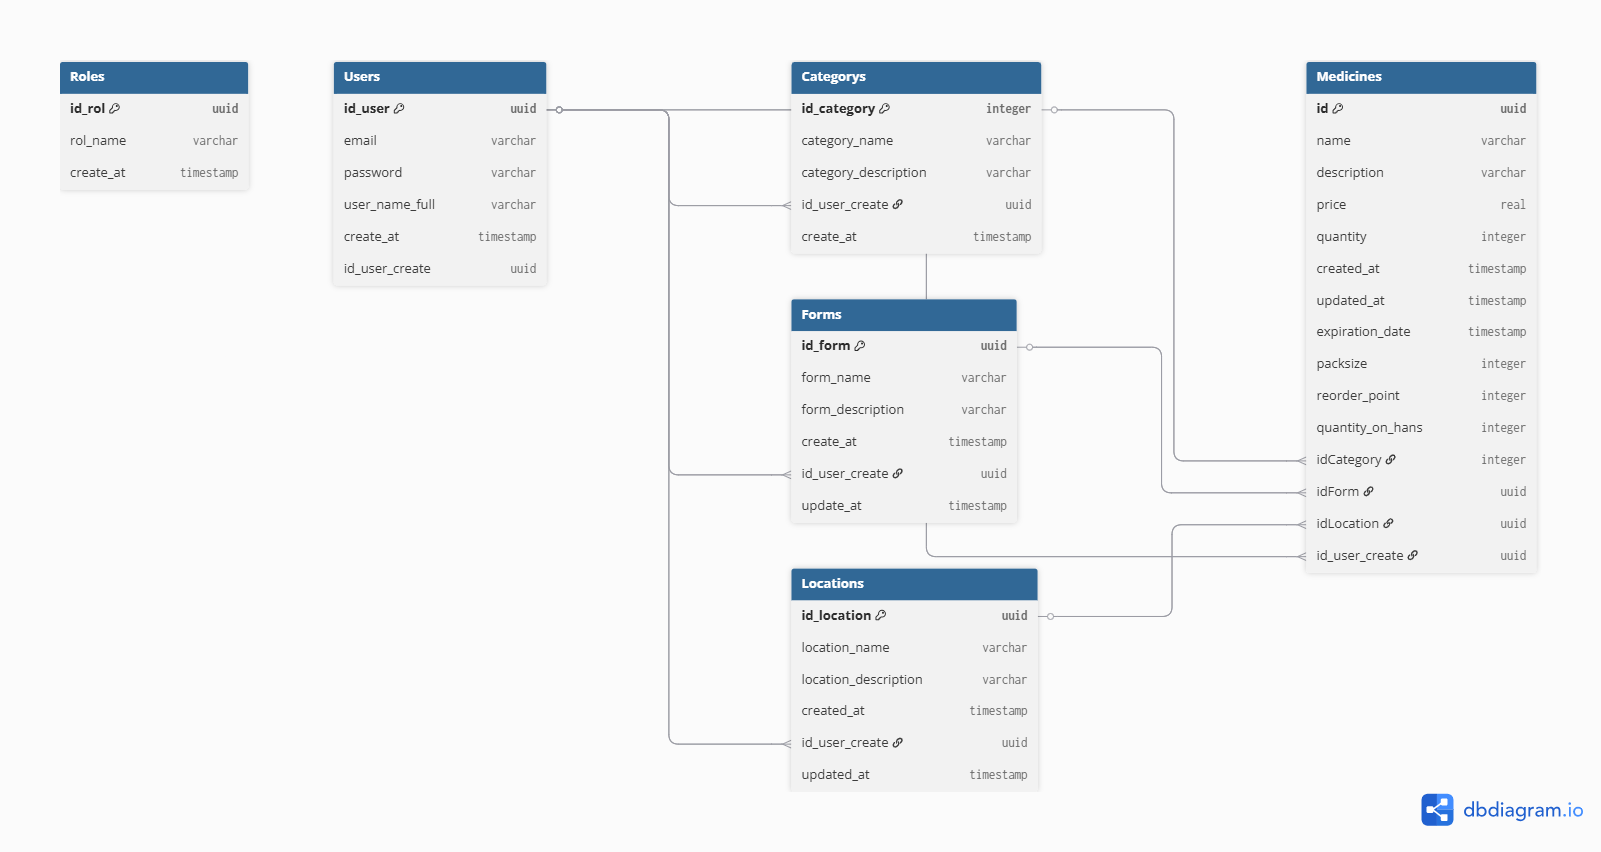 Roles
id_rol uuid
rol_name varchar
create_at timestamp
Users
id_user uuid
email varchar
password varchar
user_name_full varchar
create_at timestamp
id_user_create uuid
Categorys
id_category integer
category_name varchar
category_description varchar
id_user_create uuid
create_at timestamp
Forms
id_form uuid
form_name varchar
form_description varchar
create_at timestamp
id_user_create uuid
update_at timestamp
Locations
id_location uuid
location_name varchar
location_description varchar
created_at timestamp
id_user_create uuid
updated_at timestamp
Medicines
id uuid
name varchar
description varchar
price real
quantity integer
created_at timestamp
updated_at timestamp
expiration_date timestamp
packsize integer
reorder_point integer
quantity_on_hans integer
idCategory integer
idForm uuid
idLocation uuid
id_user_create uuid
dbdiagram.io